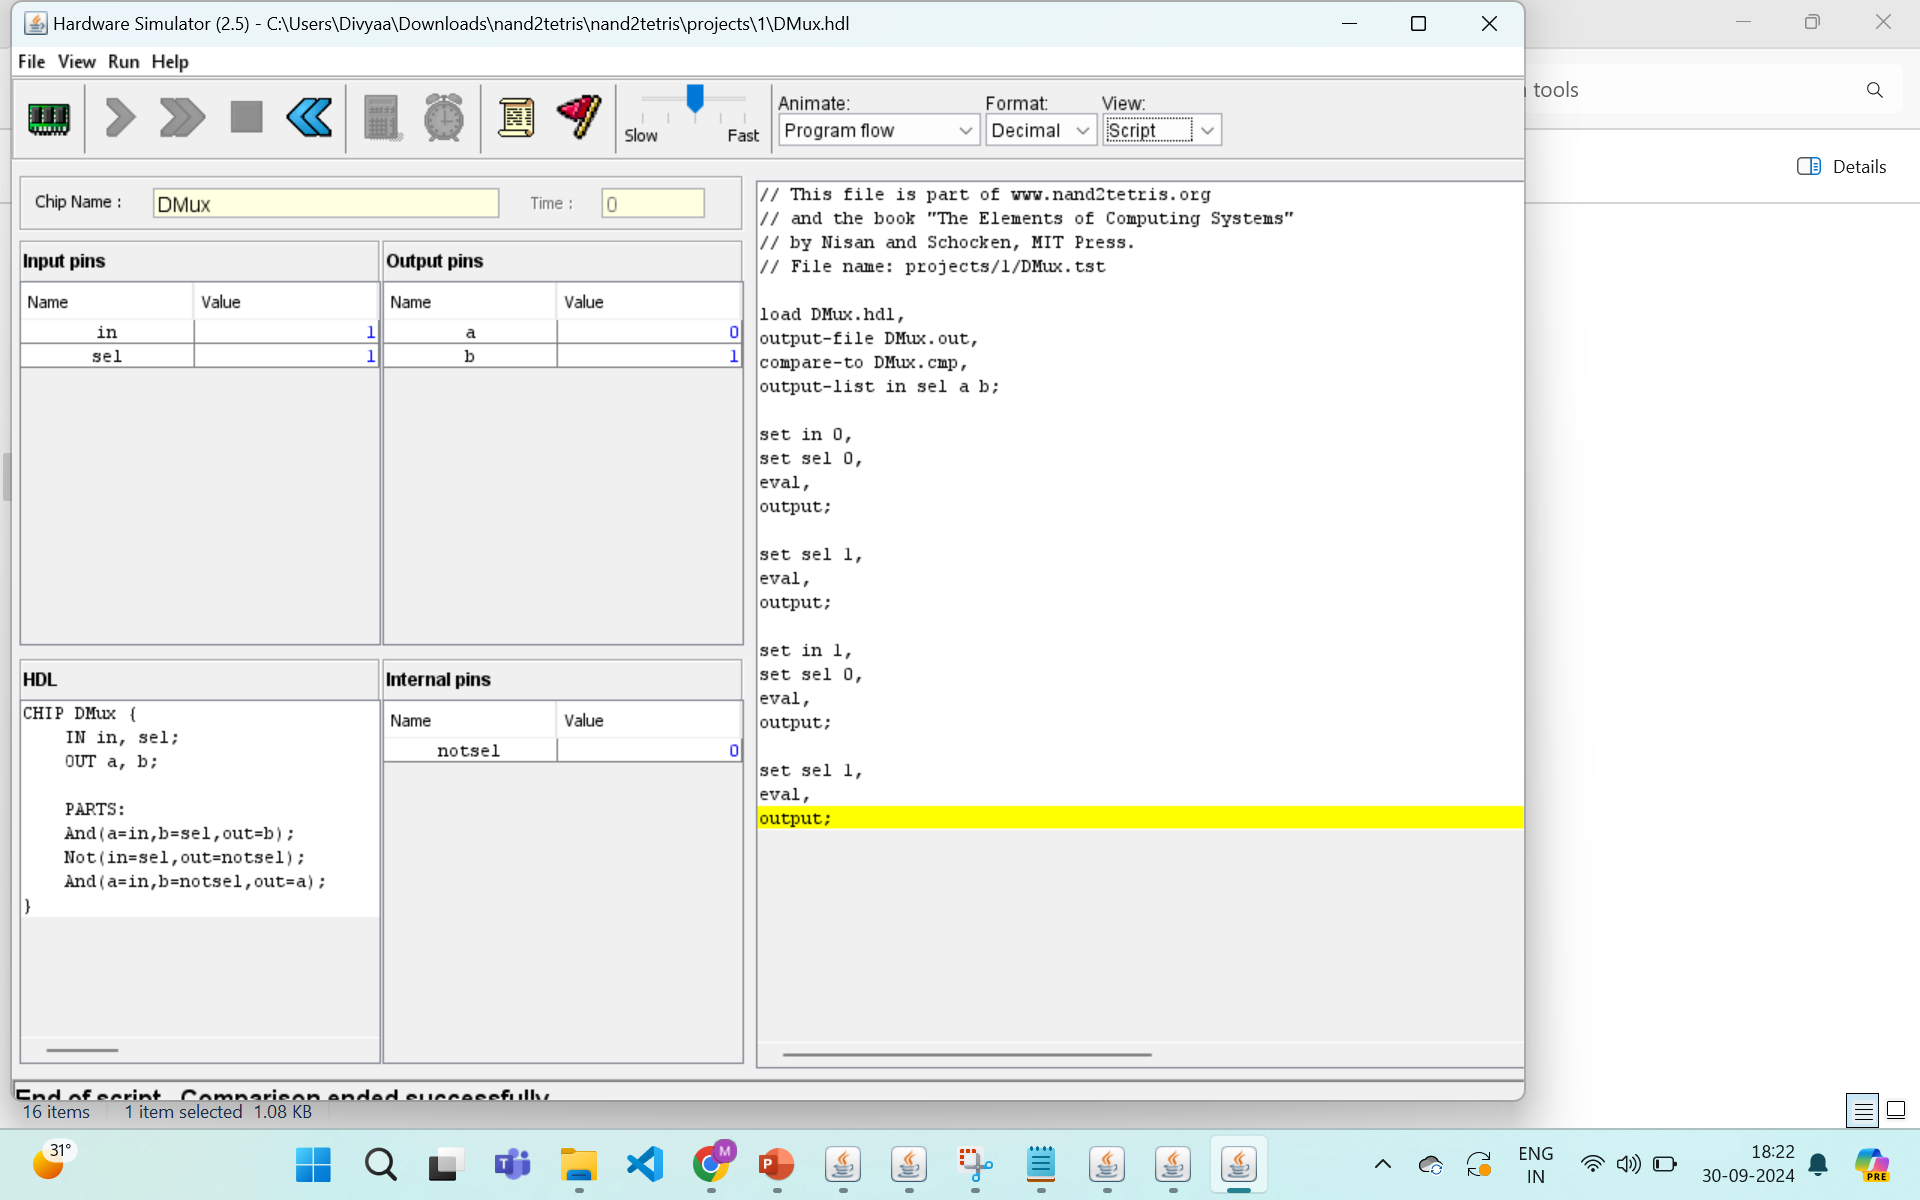 Hardware Simulator (2.5) - C:\Users\Divyaa\Downloads\nand2tetris\nand2tetris\projects\1\DMux.hdl
File View Run Help
tools
Slow Fast
Animate: Format: View:
Program flow Decimal Script
Details
Chip Name : DMux Time : 0
Input pins Output pins
Name Value Name Value
in 1 a 0
sel 1 b 1
HDL Internal pins
Name Value
notsel 0
CHIP DMux {
IN in, sel;
OUT a, b;
PARTS:
And(a=in,b=sel,out=b);
Not(in=sel,out=notsel);
And(a=in,b=notsel,out=a);
}
// This file is part of www.nand2tetris.org
// and the book "The Elements of Computing Systems"
// by Nisan and Schocken, MIT Press.
// File name: projects/1/DMux.tst
load DMux.hdl,
output-file DMux.out,
compare-to DMux.cmp,
output-list in sel a b;
set in 0,
set sel 0,
eval,
output;
set sel 1,
eval,
output;
set in 1,
set sel 0,
eval,
output;
set sel 1,
eval,
output;
End of script - Comparison ended successfully
16 items 1 item selected 1.08 KB
31°
M
P
T
PRE
ENG
IN
18:22
30-09-2024